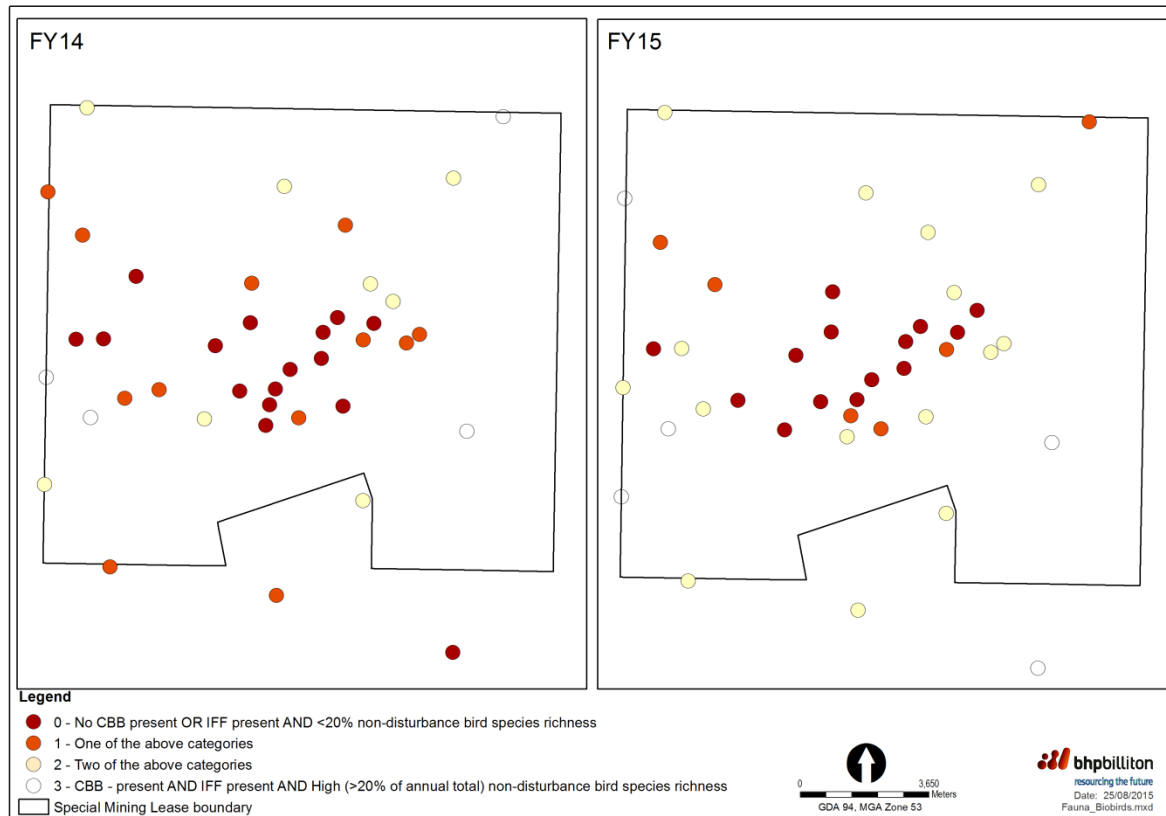 FY14
FY15
Legend
0 - No CBB present OR IFF present AND <20% non-disturbance bird species richness
1 - One of the above categories
2 - Two of the above categories
3 - CBB - present AND IFF present AND High (>20% of annual total) non-disturbance bird species richness
Special Mining Lease boundary
0 3,650
Meters
GDA 94, MGA Zone 53
bhpbilliton
resourcing the future
Date: 25/08/2015
Fauna_Biobirds.mxd